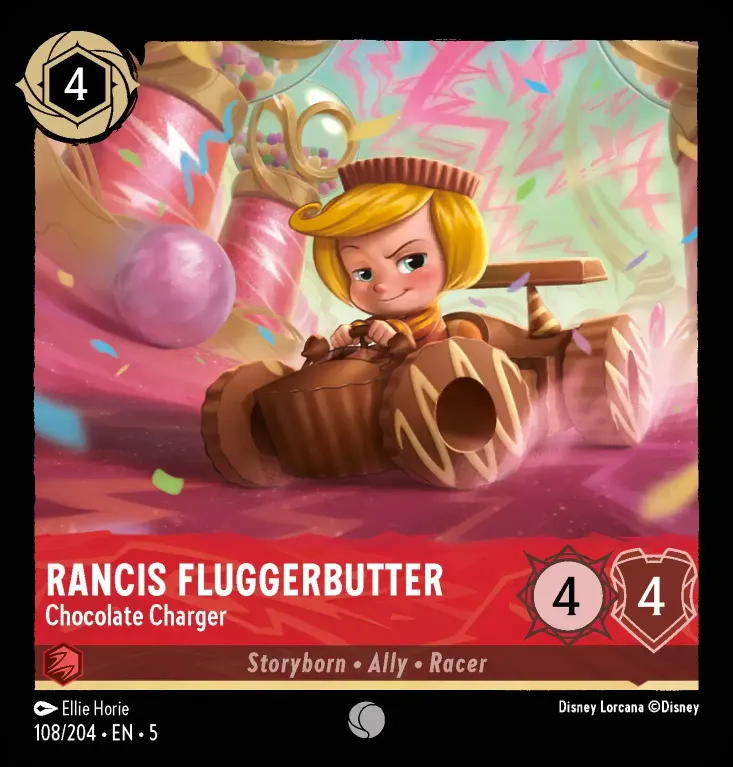 4
RANCIS FLUGGERBUTTER
Chocolate Charger
4 4
Storyborn • Ally • Racer
Ellie Horie
Disney Lorcana ©Disney
108/204 • EN • 5